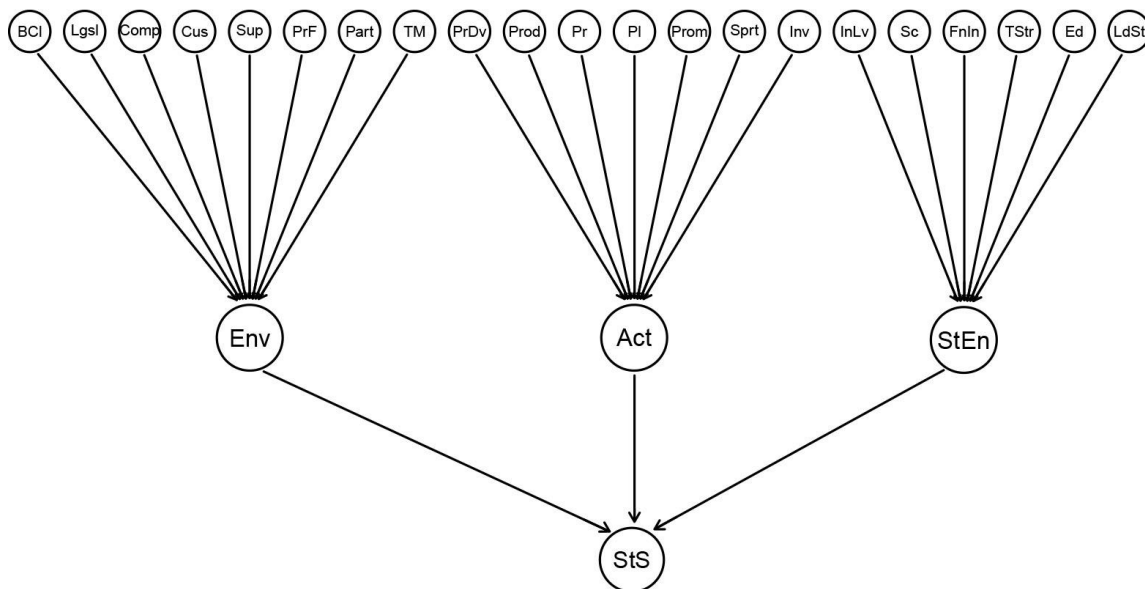 BCl Lgsl Comp Cus Sup PrF Part TM PrDv Prod Pr Pl Prom Sprt Inv InLv Sc FnIn TStr Ed LdSt
Env Act StEn
StS